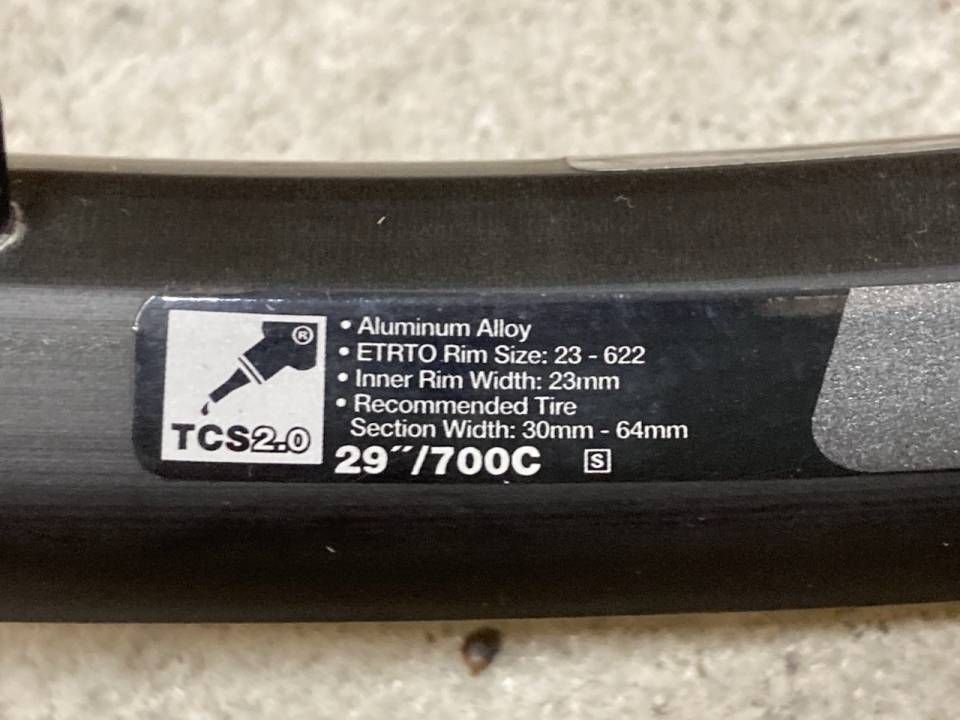 ®
TCS2.0
• Aluminum Alloy
• ETRTO Rim Size: 23 - 622
• Inner Rim Width: 23mm
• Recommended Tire
Section Width: 30mm - 64mm
29˝/700C S